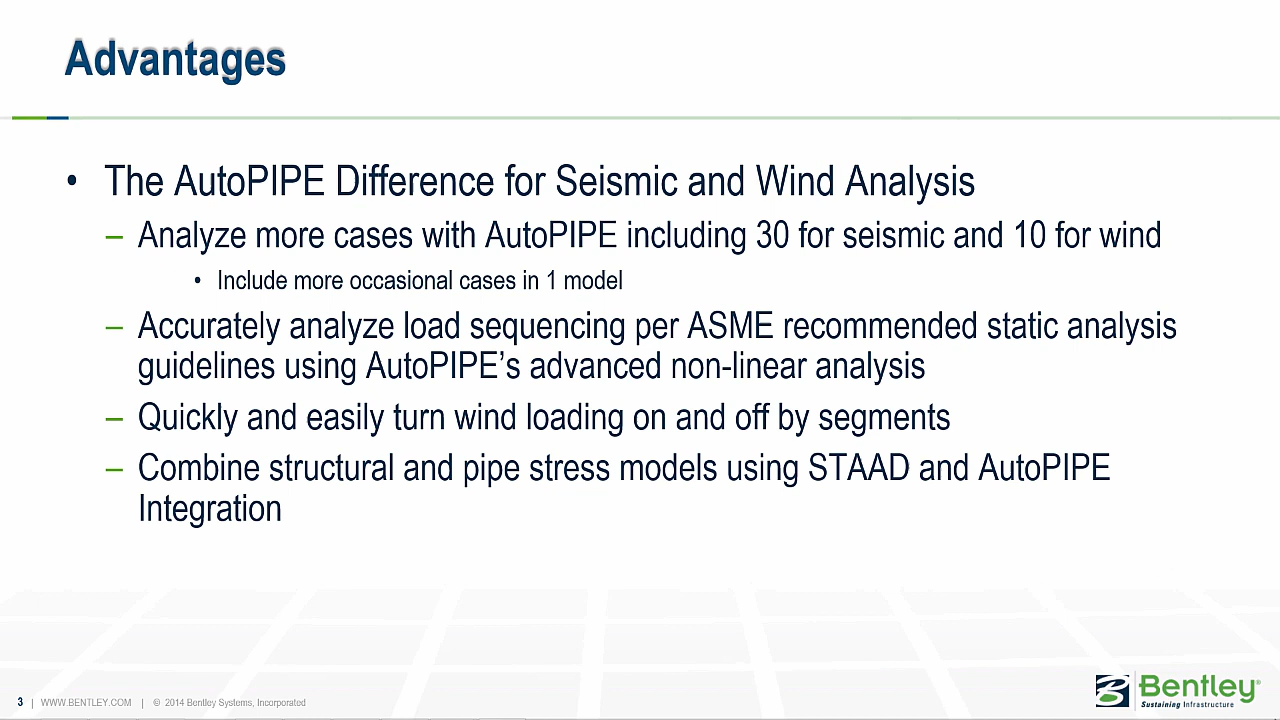 Advantages
• The AutoPIPE Difference for Seismic and Wind Analysis
– Analyze more cases with AutoPIPE including 30 for seismic and 10 for wind
• Include more occasional cases in 1 model
– Accurately analyze load sequencing per ASME recommended static analysis
guidelines using AutoPIPE’s advanced non-linear analysis
– Quickly and easily turn wind loading on and off by segments
– Combine structural and pipe stress models using STAAD and AutoPIPE
Integration
3 | WWW.BENTLEY.COM | © 2014 Bentley Systems, Incorporated
Bentley®
Sustaining Infrastructure